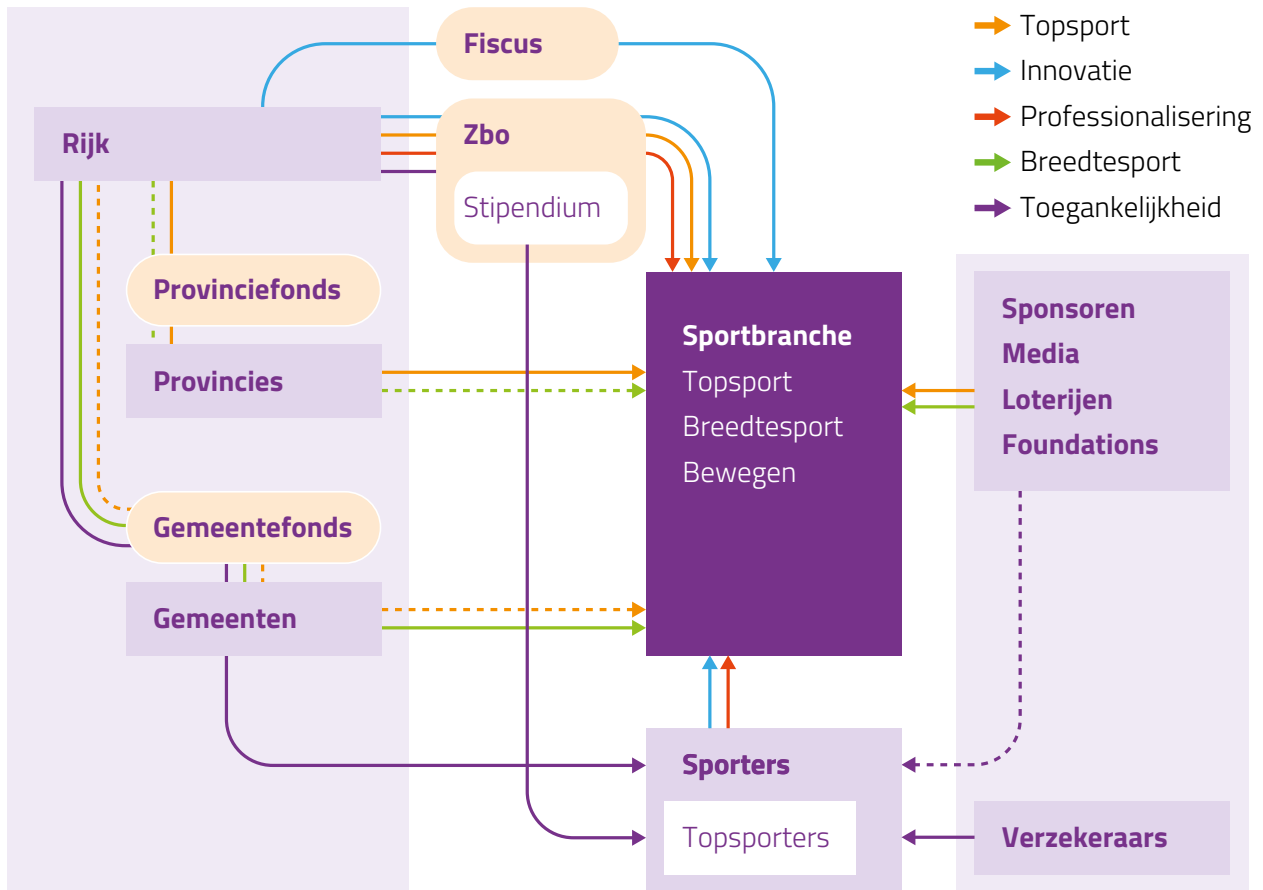 Fiscus
Rijk
Zbo
Stipendium
Provinciefonds
Provincies
Gemeentefonds
Gemeenten
Sportbranche
Topsport
Breedtesport
Bewegen
Sporters
Topsporters
Topsport
Innovatie
Professionalisering
Breedtesport
Toegankelijkheid
Sponsoren
Media
Loterijen
Foundations
Verzekeraars